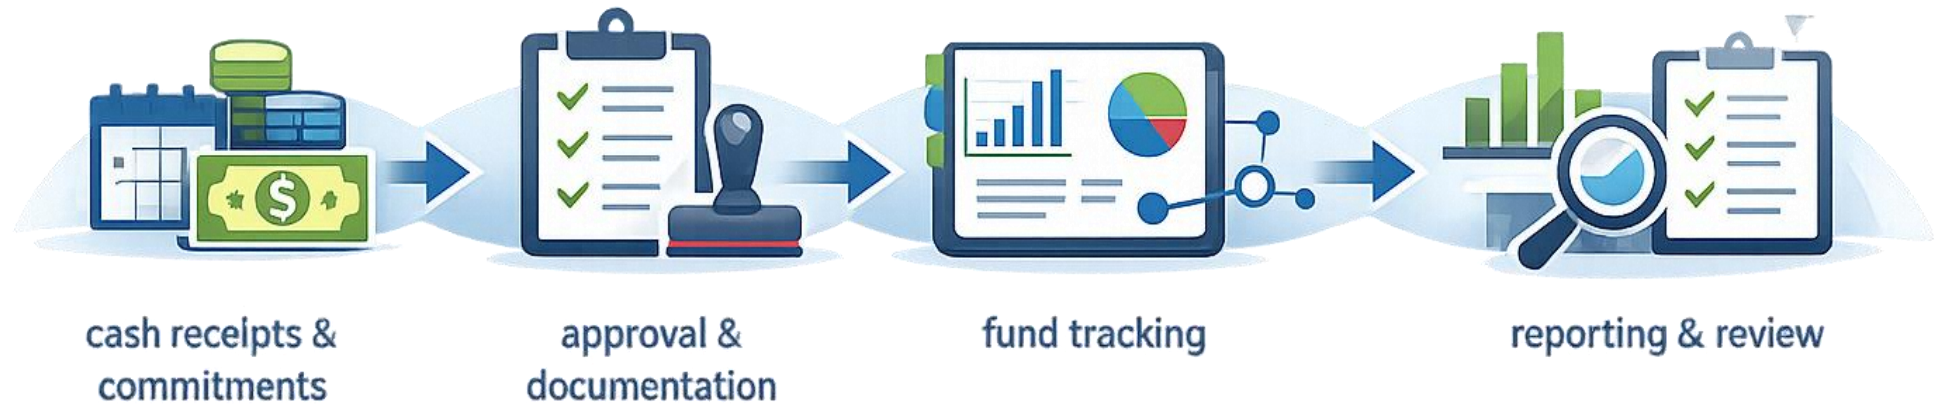 $
cash receipts &
commitments
approval &
documentation
fund tracking
reporting & review